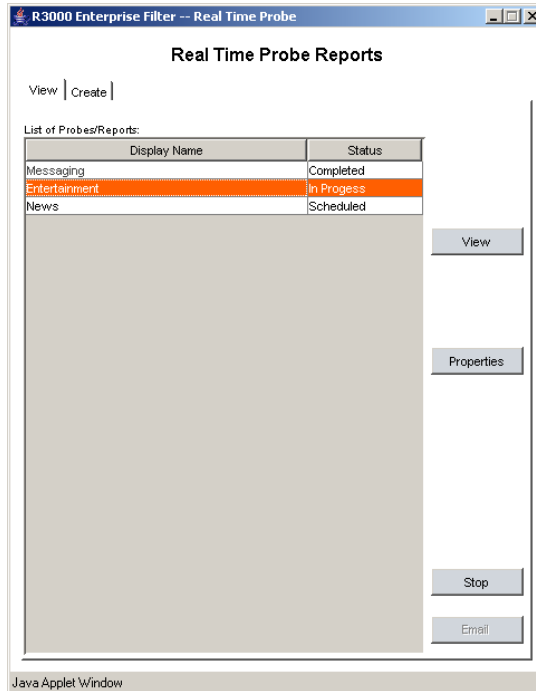 R3000 Enterprise Filter -- Real Time Probe
Real Time Probe Reports
View Create
List of Probes/Reports:
Display Name Status
Messaging Completed
Entertainment In Progess
News Scheduled
View
Properties
Stop
Email
Java Applet Window